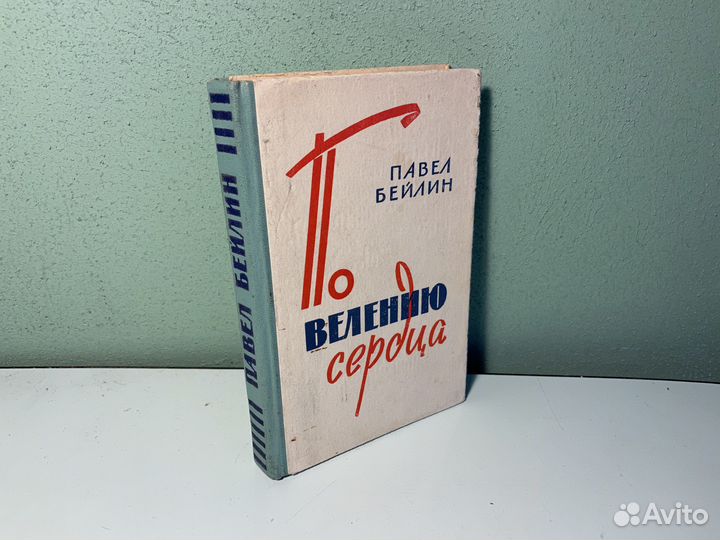 ПАВЕЛ БЕЙЛИН
ПАВЕЛ
БЕЙЛИН
По
ВЕЛЕНИЮ
сердца
Avito